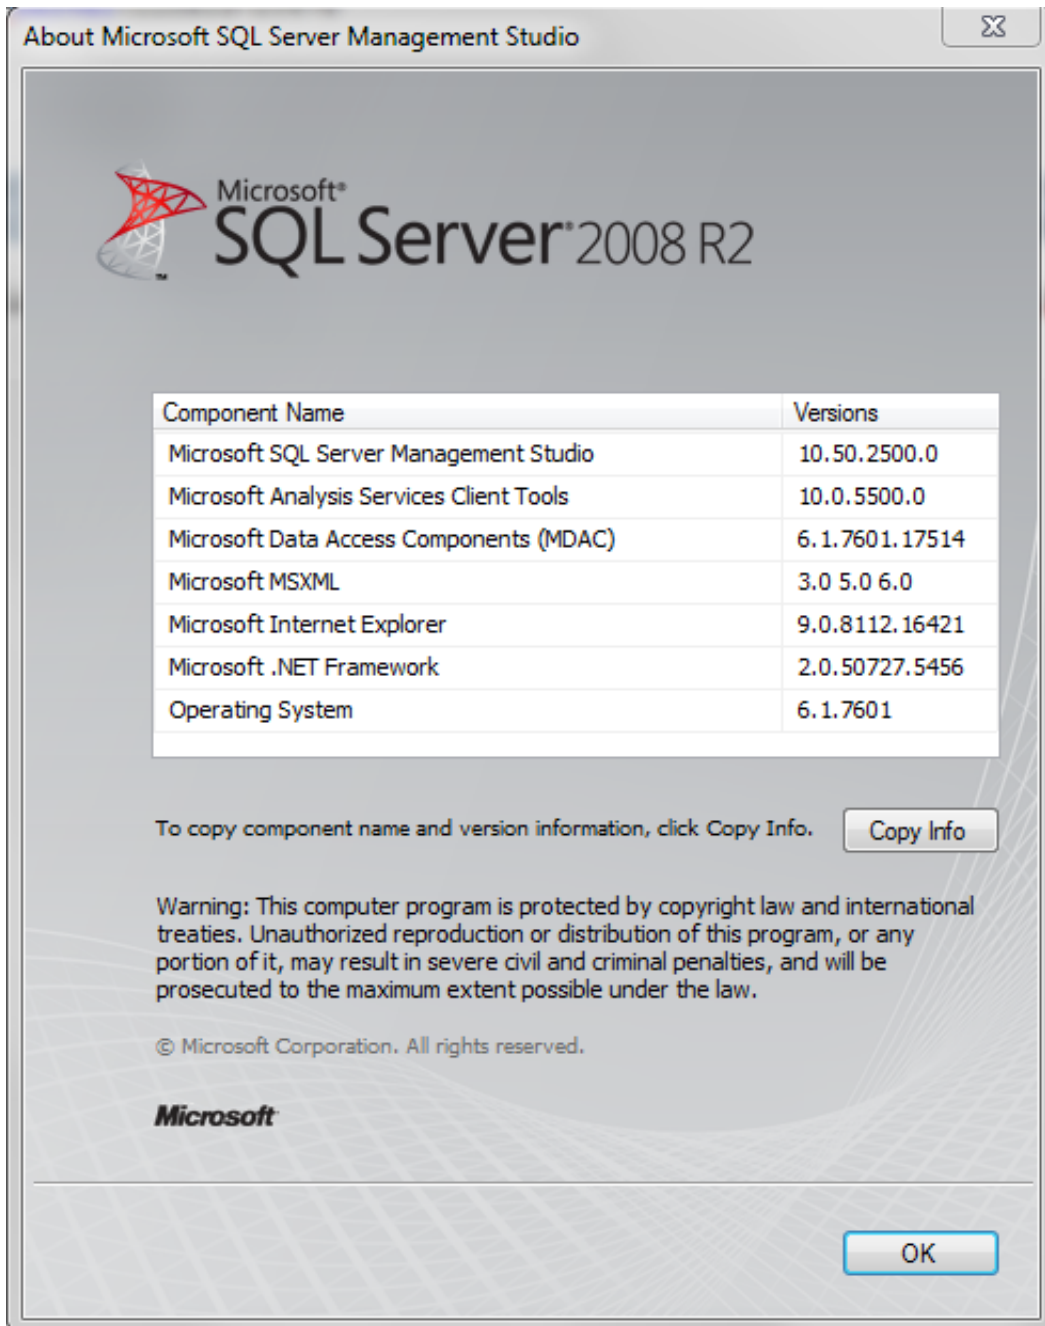 About Microsoft SQL Server Management Studio
Microsoft®
SQL Server® 2008 R2
™
Component Name Versions
Microsoft SQL Server Management Studio 10.50.2500.0
Microsoft Analysis Services Client Tools 10.0.5500.0
Microsoft Data Access Components (MDAC) 6.1.7601.17514
Microsoft MSXML 3.0 5.0 6.0
Microsoft Internet Explorer 9.0.8112.16421
Microsoft .NET Framework 2.0.50727.5456
Operating System 6.1.7601
To copy component name and version information, click Copy Info. Copy Info
Warning: This computer program is protected by copyright law and international
treaties. Unauthorized reproduction or distribution of this program, or any
portion of it, may result in severe civil and criminal penalties, and will be
prosecuted to the maximum extent possible under the law.
© Microsoft Corporation. All rights reserved.
Microsoft
OK